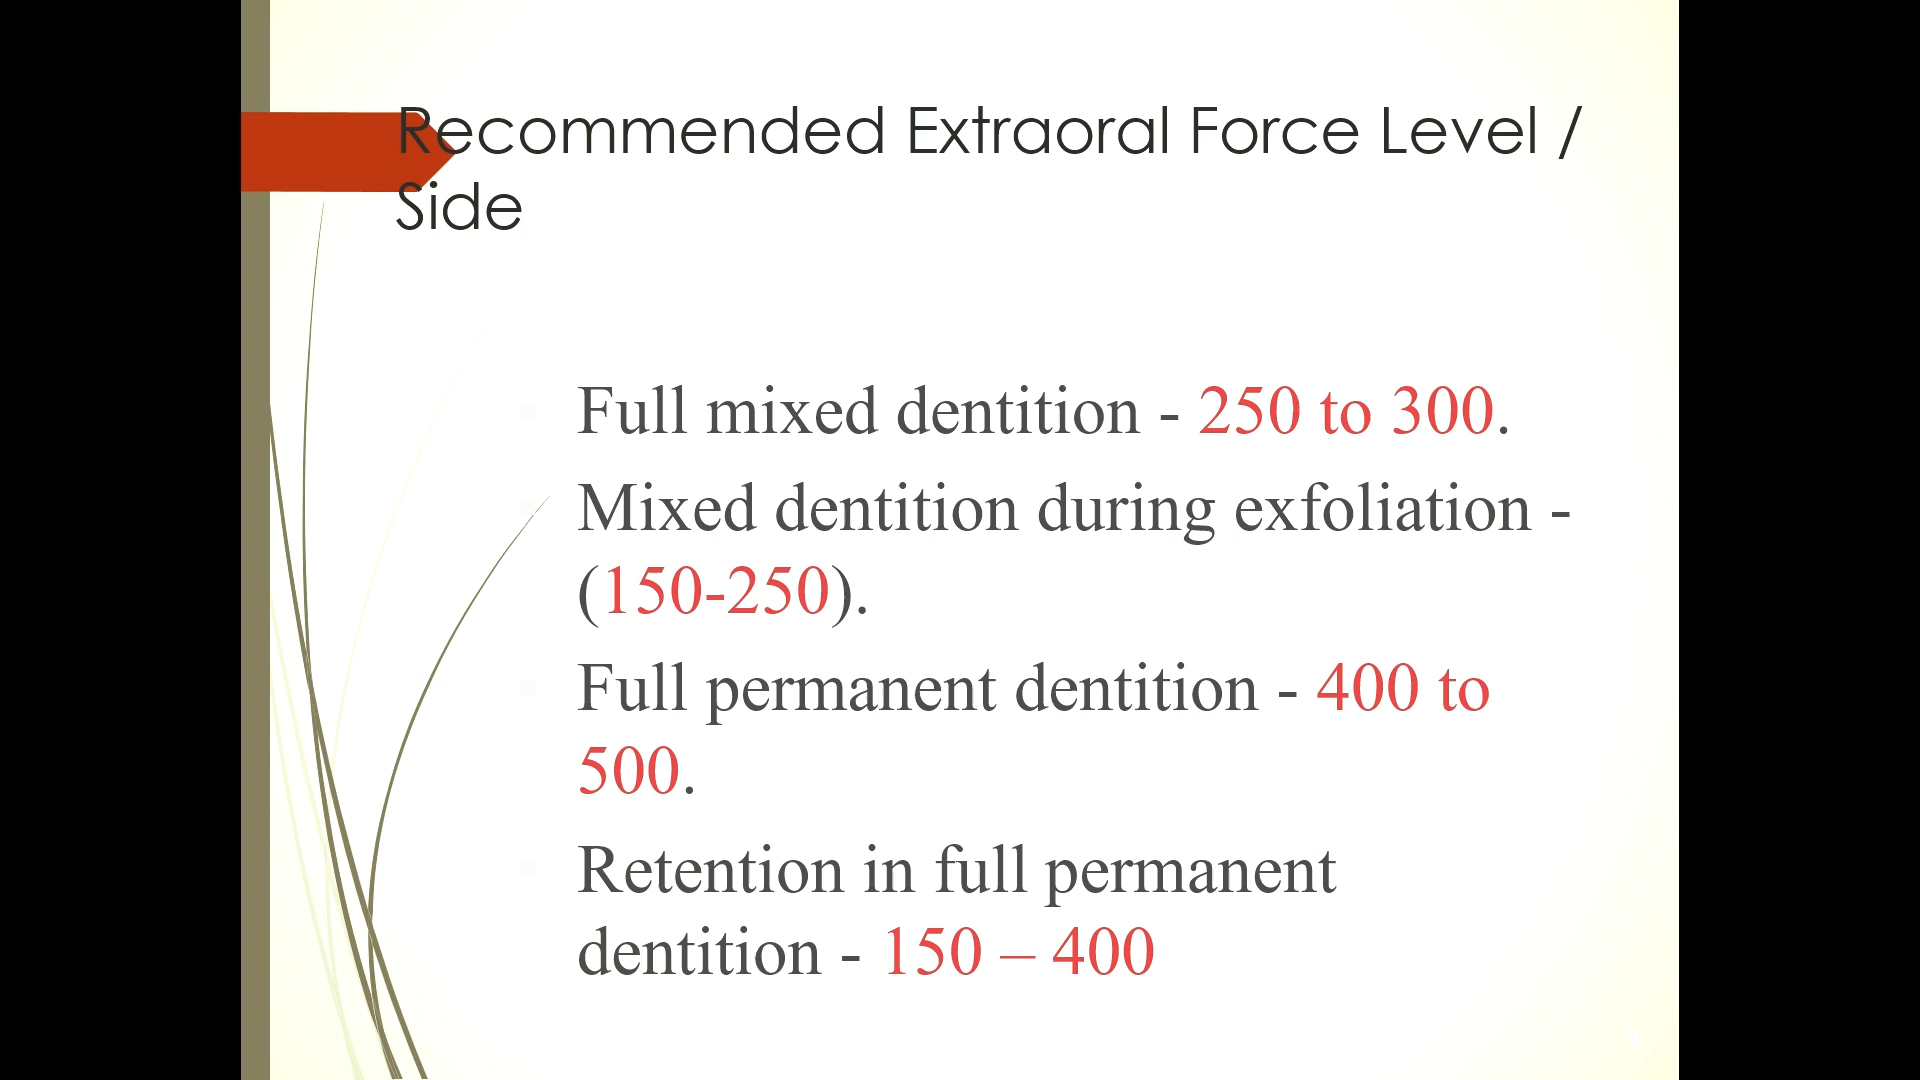 Recommended Extraoral Force Level /
Side
Full mixed dentition - 250 to 300.
Mixed dentition during exfoliation -
(150-250).
Full permanent dentition - 400 to
500.
Retention in full permanent
dentition - 150 – 400